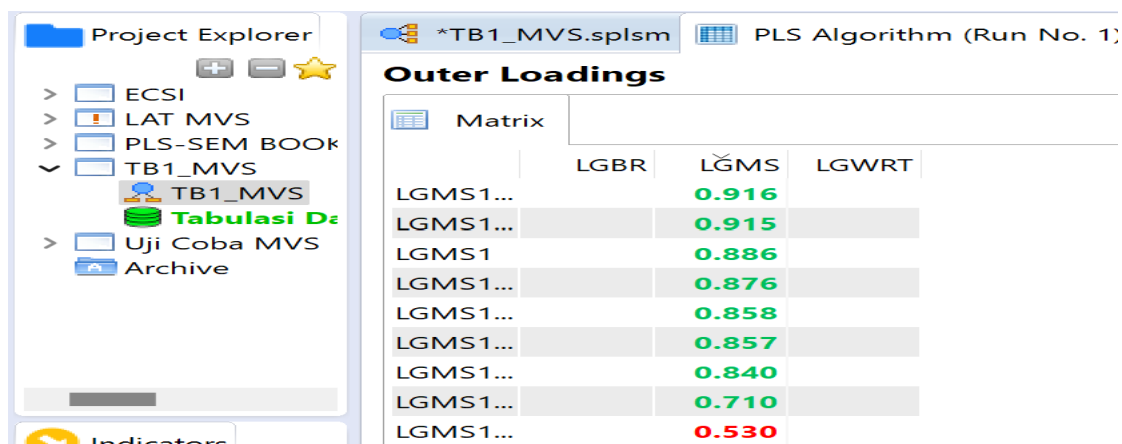 Project Explorer
ECSI
LAT MVS
PLS-SEM BOOK
TB1_MVS
TB1_MVS
Tabulasi Da
Uji Coba MVS
Archive
Indicators
*TB1_MVS.splsm PLS Algorithm (Run No. 1)
Outer Loadings
Matrix
LGBR LGMS LGWRT
LGMS1... 0.916
LGMS1... 0.915
LGMS1 0.886
LGMS1... 0.876
LGMS1... 0.858
LGMS1... 0.857
LGMS1... 0.840
LGMS1... 0.710
LGMS1... 0.530